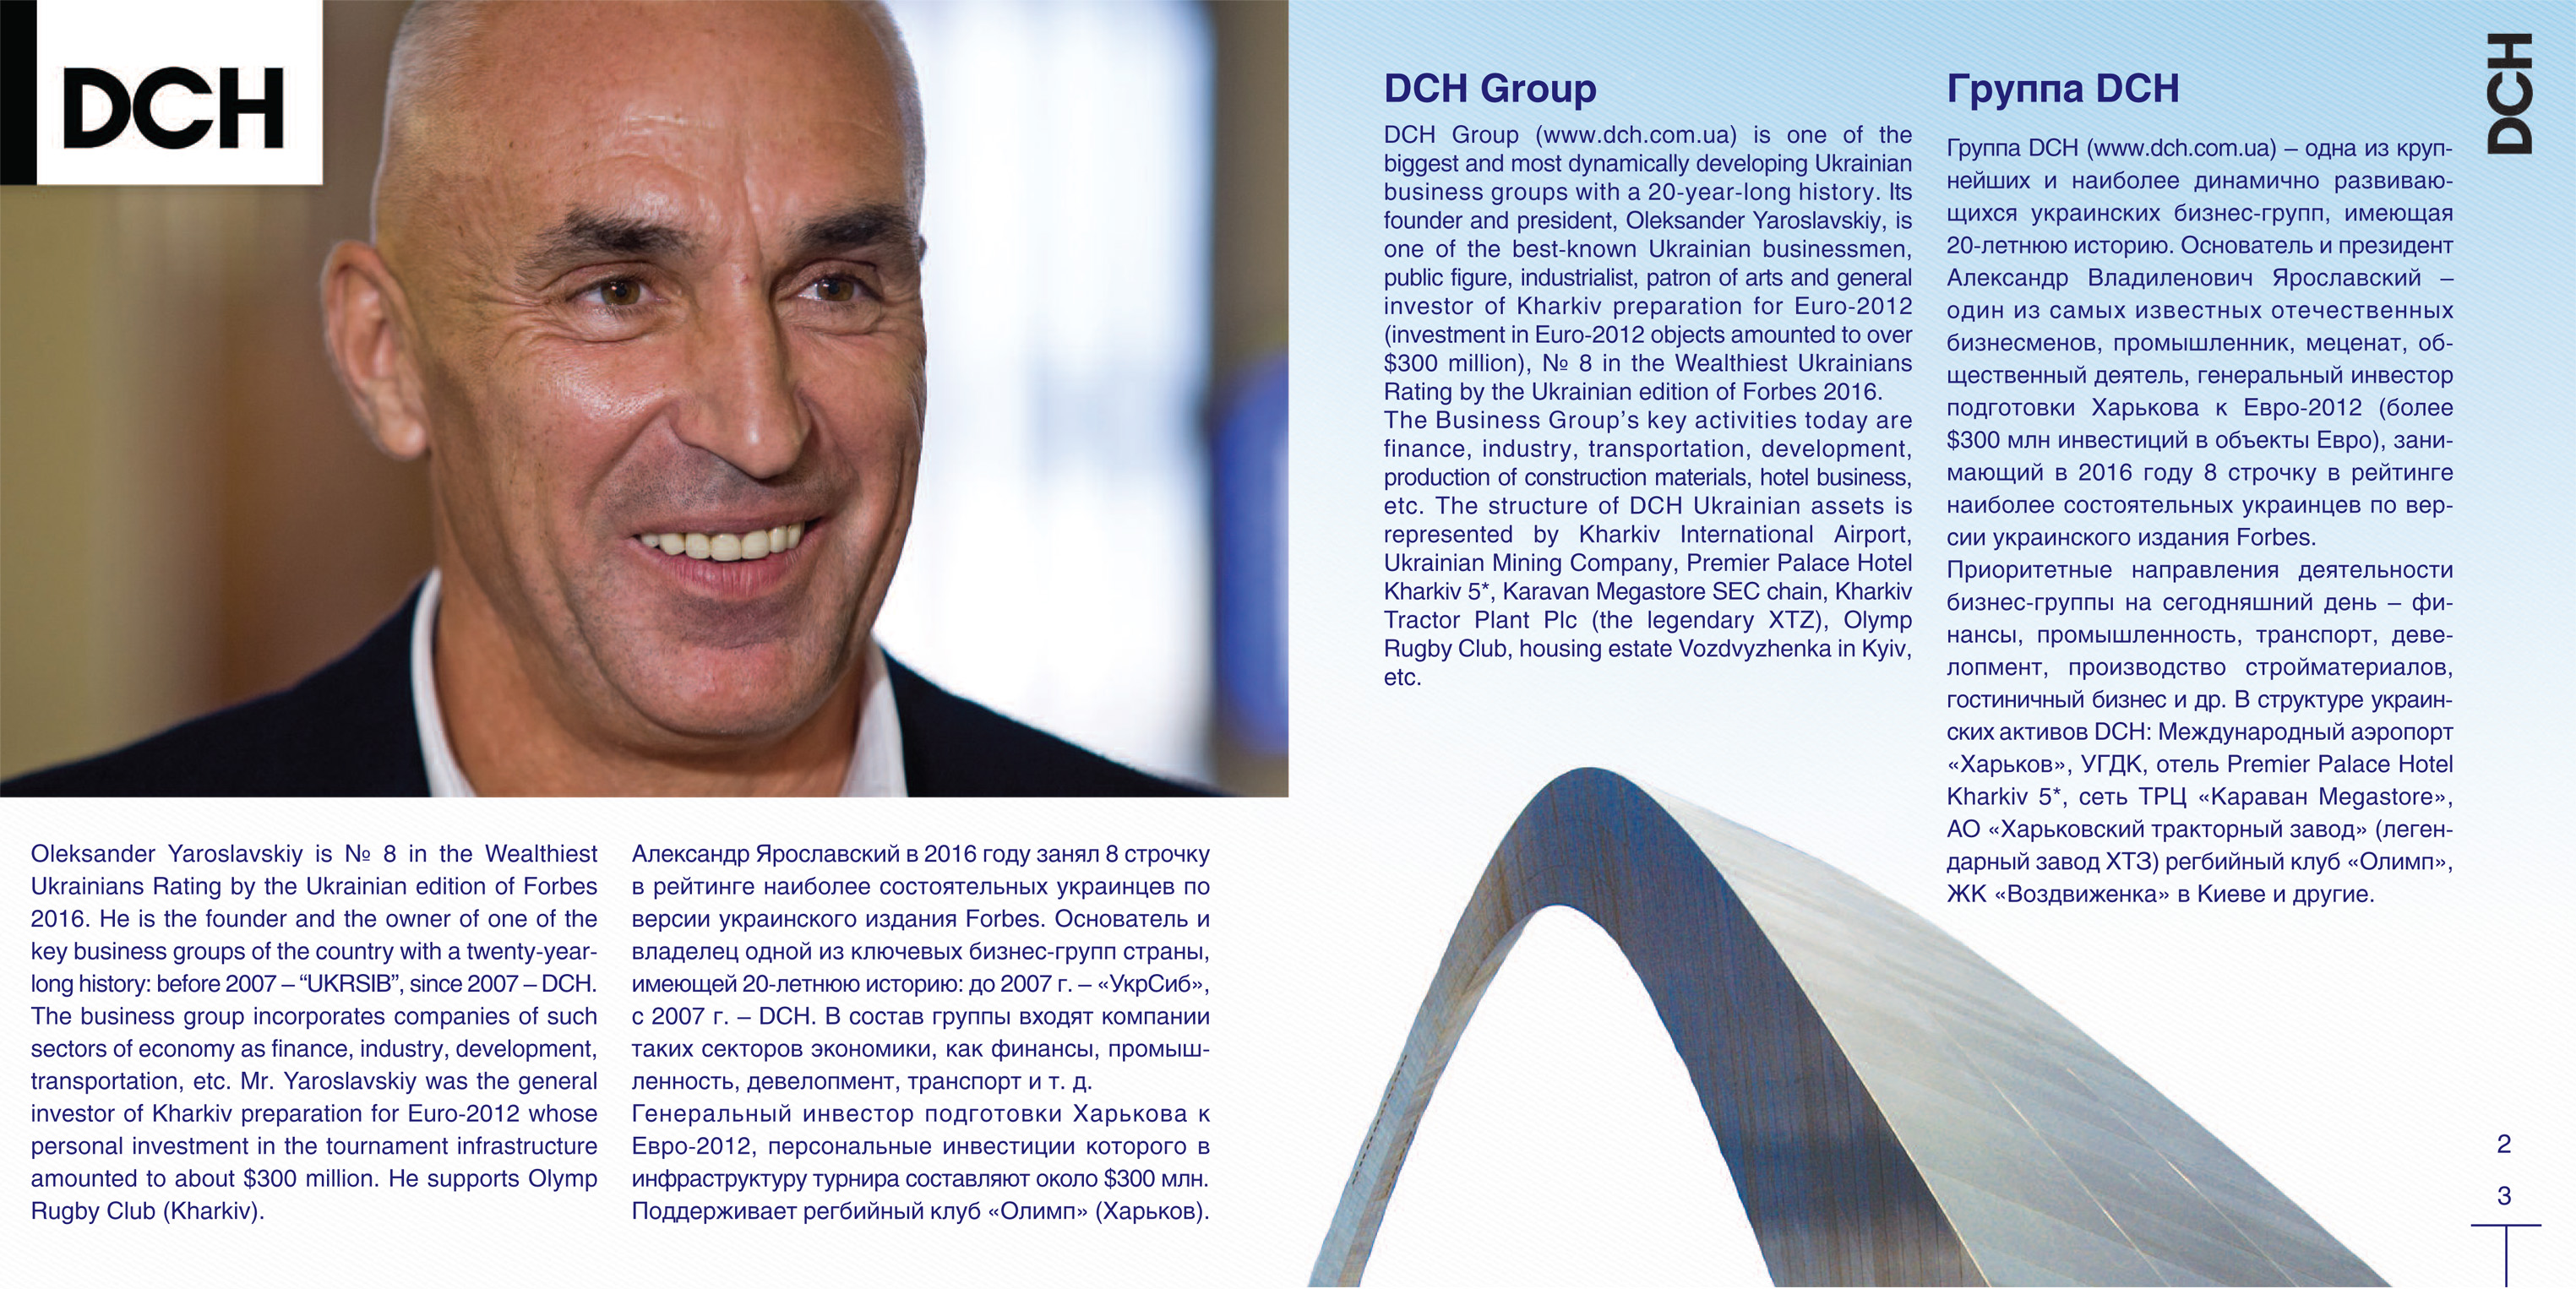 DCH
Oleksander Yaroslavskiy is № 8 in the Wealthiest
Ukrainians Rating by the Ukrainian edition of Forbes
2016. He is the founder and the owner of one of the
key business groups of the country with a twenty-year-
long history: before 2007 – “UKRSIB”, since 2007 – DCH.
The business group incorporates companies of such
sectors of economy as finance, industry, development,
transportation, etc. Mr. Yaroslavskiy was the general
investor of Kharkiv preparation for Euro-2012 whose
personal investment in the tournament infrastructure
amounted to about $300 million. He supports Olymp
Rugby Club (Kharkiv).
Александр Ярославский в 2016 году занял 8 строчку
в рейтинге наиболее состоятельных украинцев по
версии украинского издания Forbes. Основатель и
владелец одной из ключевых бизнес-групп страны,
имеющей 20-летнюю историю: до 2007 г. – «УкрСиб»,
с 2007 г. – DCH. В состав группы входят компании
таких секторов экономики, как финансы, промыш-
ленность, девелопмент, транспорт и т. д.
Генеральный инвестор подготовки Харькова к
Евро-2012, персональные инвестиции которого в
инфраструктуру турнира составляют около $300 млн.
Поддерживает регбийный клуб «Олимп» (Харьков).
DCH Group
DCH Group (www.dch.com.ua) is one of the
biggest and most dynamically developing Ukrainian
business groups with a 20-year-long history. Its
founder and president, Oleksander Yaroslavskiy, is
one of the best-known Ukrainian businessmen,
public figure, industrialist, patron of arts and general
investor of Kharkiv preparation for Euro-2012
(investment in Euro-2012 objects amounted to over
$300 million), № 8 in the Wealthiest Ukrainians
Rating by the Ukrainian edition of Forbes 2016.
The Business Group’s key activities today are
finance, industry, transportation, development,
production of construction materials, hotel business,
etc. The structure of DCH Ukrainian assets is
represented by Kharkiv International Airport,
Ukrainian Mining Company, Premier Palace Hotel
Kharkiv 5*, Karavan Megastore SEC chain, Kharkiv
Tractor Plant Plc (the legendary XTZ), Olymp
Rugby Club, housing estate Vozdvyzhenka in Kyiv,
etc.
Группа DCH
Группа DCH (www.dch.com.ua) – одна из круп-
нейших и наиболее динамично развиваю-
щихся украинских бизнес-групп, имеющая
20-летнюю историю. Основатель и президент
Александр Владиленович Ярославский –
один из самых известных отечественных
бизнесменов, промышленник, меценат, об-
щественный деятель, генеральный инвестор
подготовки Харькова к Евро-2012 (более
$300 млн инвестиций в объекты Евро), зани-
мающий в 2016 году 8 строчку в рейтинге
наиболее состоятельных украинцев по вер-
сии украинского издания Forbes.
Приоритетные направления деятельности
бизнес-группы на сегодняшний день – фи-
нансы, промышленность, транспорт, деве-
лопмент, производство стройматериалов,
гостиничный бизнес и др. В структуре украин-
ских активов DCH: Международный аэропорт
«Харьков», УГДК, отель Premier Palace Hotel
Kharkiv 5*, сеть ТРЦ «Караван Megastore»,
АО «Харьковский тракторный завод» (леген-
дарный завод ХТЗ) регбийный клуб «Олимп»,
ЖК «Воздвиженка» в Киеве и другие.
DCH
2
3